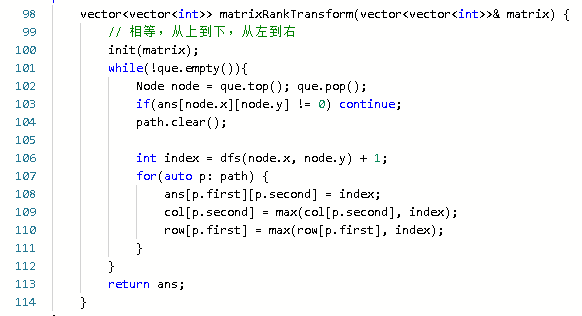 98 vector<vector<int>> matrixRankTransform(vector<vector<int>>& matrix) {
99 // 相等，从上到下，从左到右
100 init(matrix);
101 while(!que.empty()){
102 Node node = que.top(); que.pop();
103 if(ans[node.x][node.y] != 0) continue;
104 path.clear();
105
106 int index = dfs(node.x, node.y) + 1;
107 for(auto p: path) {
108 ans[p.first][p.second] = index;
109 col[p.second] = max(col[p.second], index);
110 row[p.first] = max(row[p.first], index);
111 }
112 }
113 return ans;
114 }